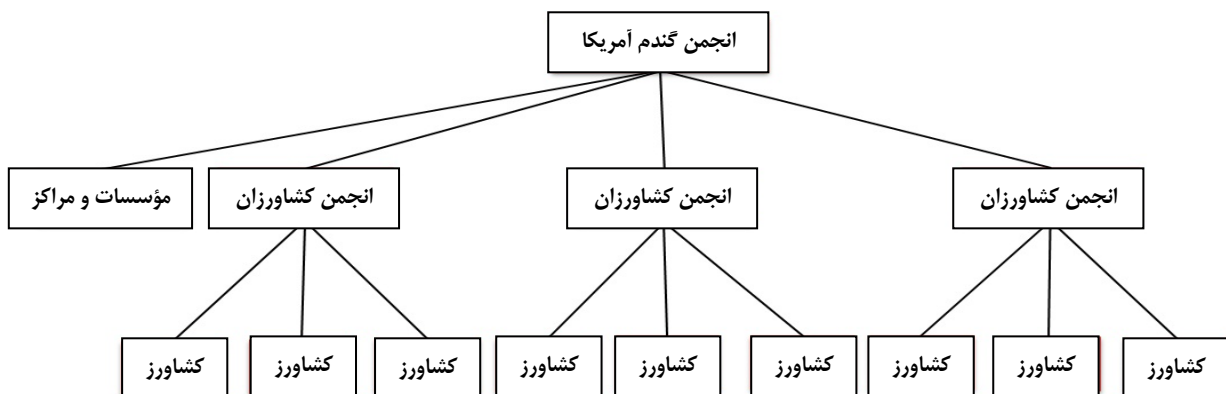 انجمن گندم آمریکا
انجمن کشاورزان
انجمن کشاورزان
انجمن کشاورزان
مؤسسات و مراکز
کشاورز
کشاورز
کشاورز
کشاورز
کشاورز
کشاورز
کشاورز
کشاورز
کشاورز